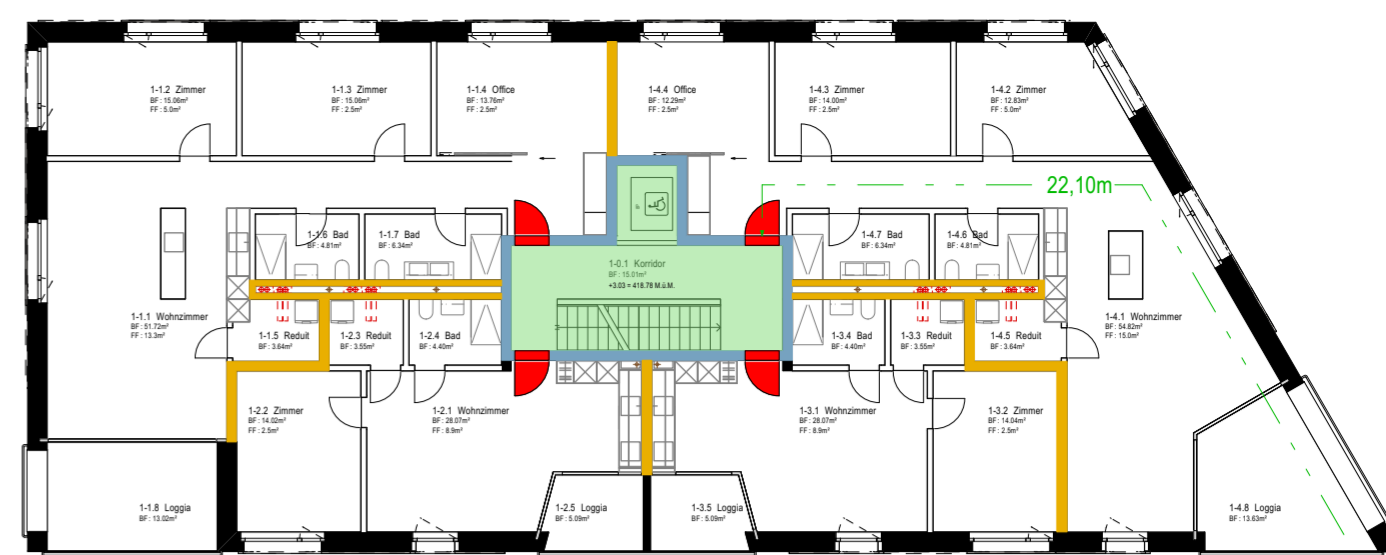 1-1.2 Zimmer
BF : 15.06m²
FF : 5.0m²
1-1.3 Zimmer
BF : 15.06m²
FF : 2.5m²
1-1.4 Office
BF : 13.76m²
FF : 2.5m²
1-4.4 Office
BF : 12.29m²
FF : 2.5m²
1-4.3 Zimmer
BF : 14.00m²
FF : 2.5m²
1-4.2 Zimmer
BF : 12.83m²
FF : 5.0m²
22,10m
1-1.6 Bad
BF : 4.81m²
1-1.7 Bad
BF : 6.34m²
1-4.7 Bad
BF : 6.34m²
1-4.6 Bad
BF : 4.81m²
1-0.1 Korridor
BF : 15.01m²
+3.03 = 418.78 M.ü.M.
1-1.1 Wohnzimmer
BF : 51.72m²
FF : 13.3m²
1-1.5 Reduit
BF : 3.64m²
1-2.3 Reduit
BF : 3.55m²
1-2.4 Bad
BF : 4.40m²
1-3.4 Bad
BF : 4.40m²
1-3.3 Reduit
BF : 3.55m²
1-4.5 Reduit
BF : 3.64m²
1-4.1 Wohnzimmer
BF : 54.82m²
FF : 15.0m²
1-2.2 Zimmer
BF : 14.02m²
FF : 2.5m²
1-2.1 Wohnzimmer
BF : 28.07m²
FF : 8.9m²
1-3.1 Wohnzimmer
BF : 28.07m²
FF : 8.9m²
1-3.2 Zimmer
BF : 14.04m²
FF : 2.5m²
1-1.8 Loggia
BF : 13.02m²
1-2.5 Loggia
BF : 5.09m²
1-3.5 Loggia
BF : 5.09m²
1-4.8 Loggia
BF : 13.63m²